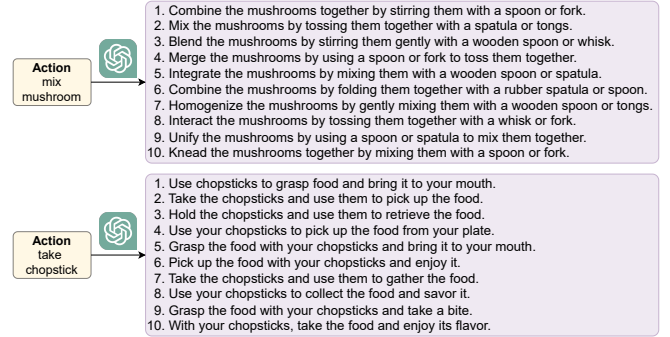 Action
mix
mushroom
1. Combine the mushrooms together by stirring them with a spoon or fork.
2. Mix the mushrooms by tossing them together with a spatula or tongs.
3. Blend the mushrooms by stirring them gently with a wooden spoon or whisk.
4. Merge the mushrooms by using a spoon or fork to toss them together.
5. Integrate the mushrooms by mixing them with a wooden spoon or spatula.
6. Combine the mushrooms by folding them together with a rubber spatula or spoon.
7. Homogenize the mushrooms by gently mixing them with a wooden spoon or tongs.
8. Interact the mushrooms by tossing them together with a whisk or fork.
9. Unify the mushrooms by using a spoon or spatula to mix them together.
10. Knead the mushrooms together by mixing them with a spoon or fork.
Action
take
chopstick
1. Use chopsticks to grasp food and bring it to your mouth.
2. Take the chopsticks and use them to pick up the food.
3. Hold the chopsticks and use them to retrieve the food.
4. Use your chopsticks to pick up the food from your plate.
5. Grasp the food with your chopsticks and bring it to your mouth.
6. Pick up the food with your chopsticks and enjoy it.
7. Take the chopsticks and use them to gather the food.
8. Use your chopsticks to collect the food and savor it.
9. Grasp the food with your chopsticks and take a bite.
10. With your chopsticks, take the food and enjoy its flavor.